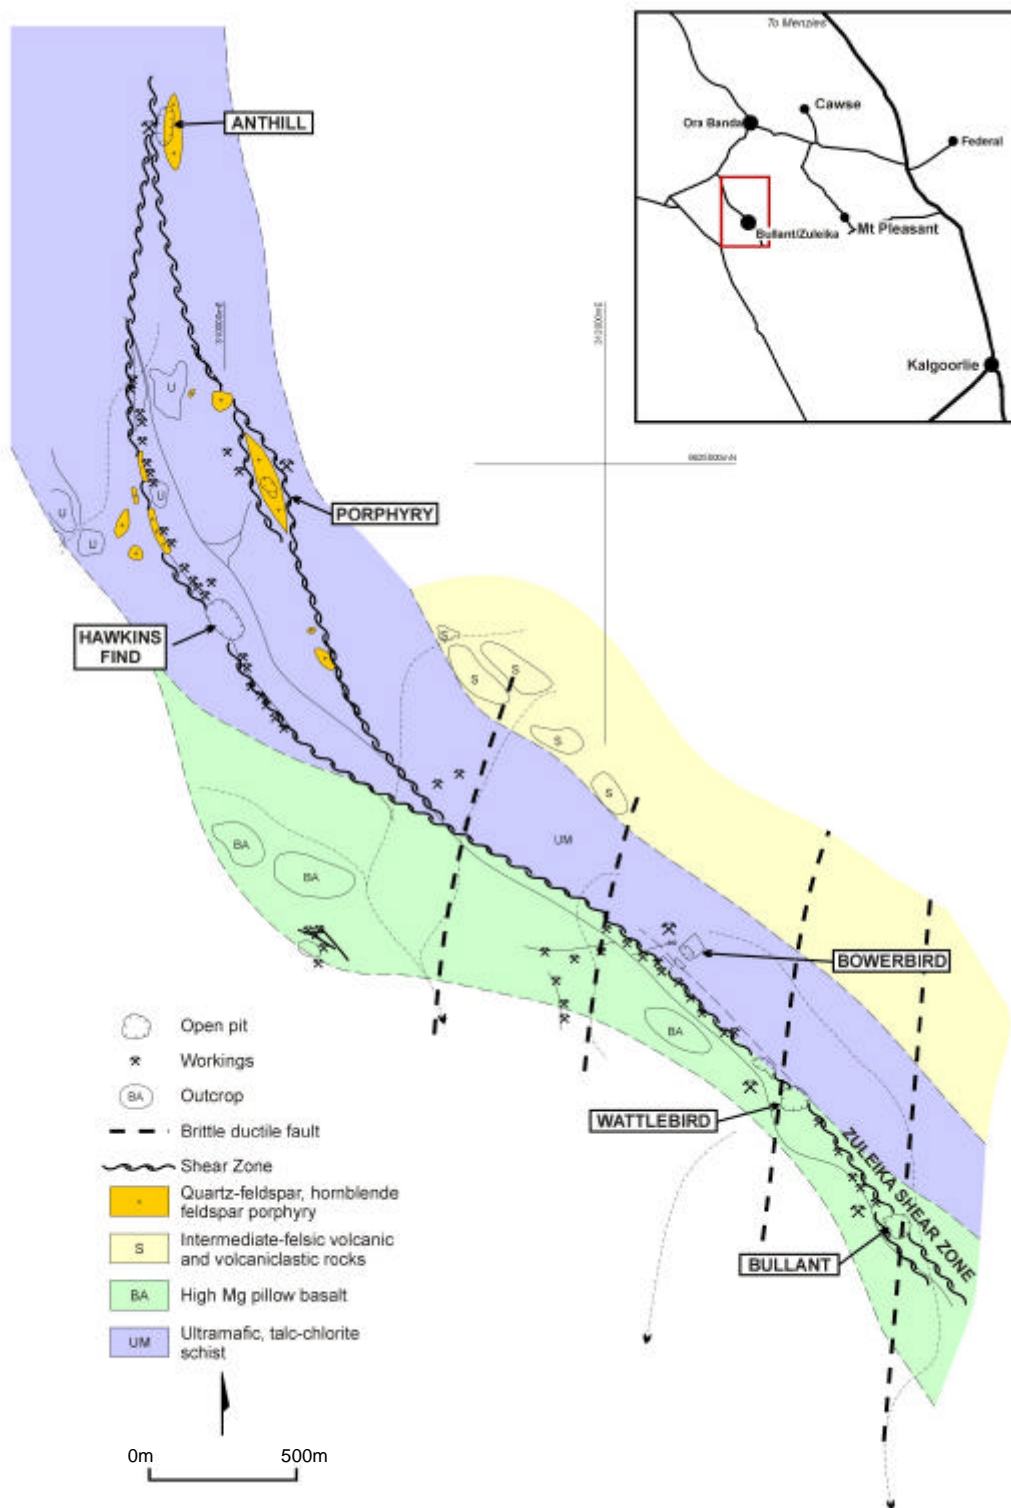 To Menzies
Cawse
Ora Banda
Federal
Bullant/Zuleika
Mt Pleasant
Kalgoorlie
ANTHILL
U
PORPHYRY
U
U
U
HAWKINS
FIND
S
S
S
S
S
UM
BA
BA
BA
BOWERBIRD
WATTLEBIRD
ZULEIKA SHEAR ZONE
BULLANT
Open pit
Workings
BA Outcrop
Brittle ductile fault
Shear Zone
Quartz-feldspar, hornblende
feldspar porphyry
S Intermediate-felsic volcanic
and volcaniclastic rocks
BA High Mg pillow basalt
UM Ultramafic, talc-chlorite
schist
0m 500m